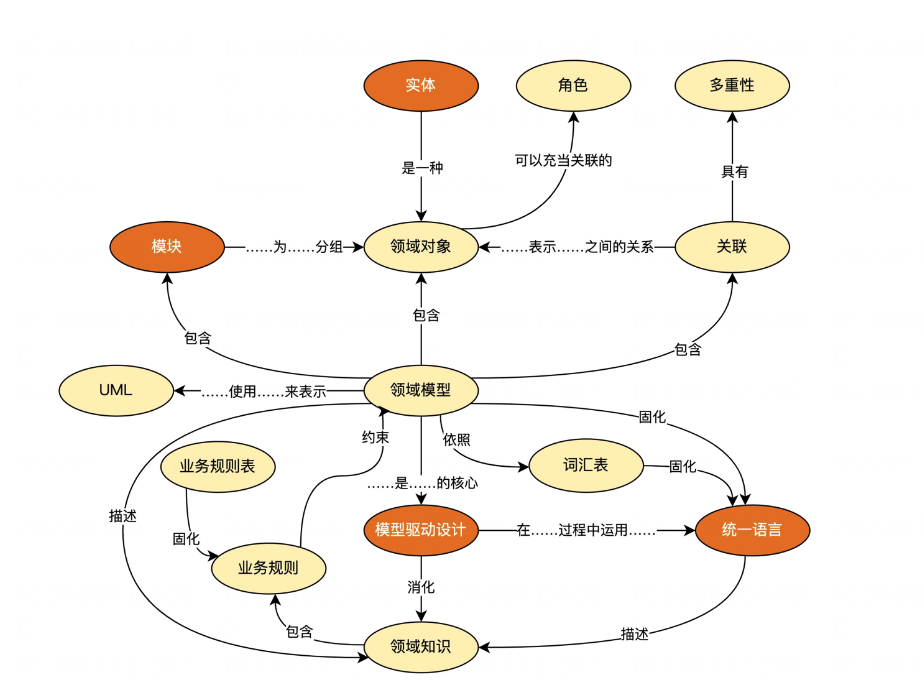 实体
角色
多重性
是一种
可以充当关联的
具有
模块
……为……分组
领域对象
……表示……之间的关系
关联
包含
包含
包含
UML
……使用……来表示
领域模型
固化
约束
依照
业务规则表
词汇表
固化
……是……的核心
描述
固化
模型驱动设计
在……过程中运用……
统一语言
业务规则
消化
包含
领域知识
描述